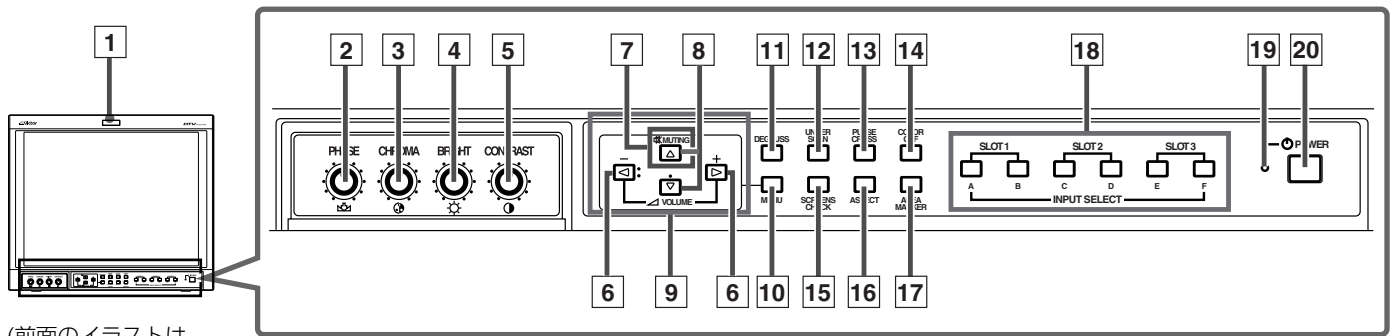 1
2 3 4 5 7 8 11 12 13 14 18 19 20
Victor
PHASE CHROMA BRIGHT CONTRAST
MUTING
− +
VOLUME
DEGAUSS UNDER SCAN PULSE CROSS COLOR OFF
MENU SCREENS CHECK ASPECT AREA MARKER
SLOT 1 SLOT 2 SLOT 3
A B C D E F
INPUT SELECT
POWER
6 9 6 10 15 16 17
(前面のイラストは